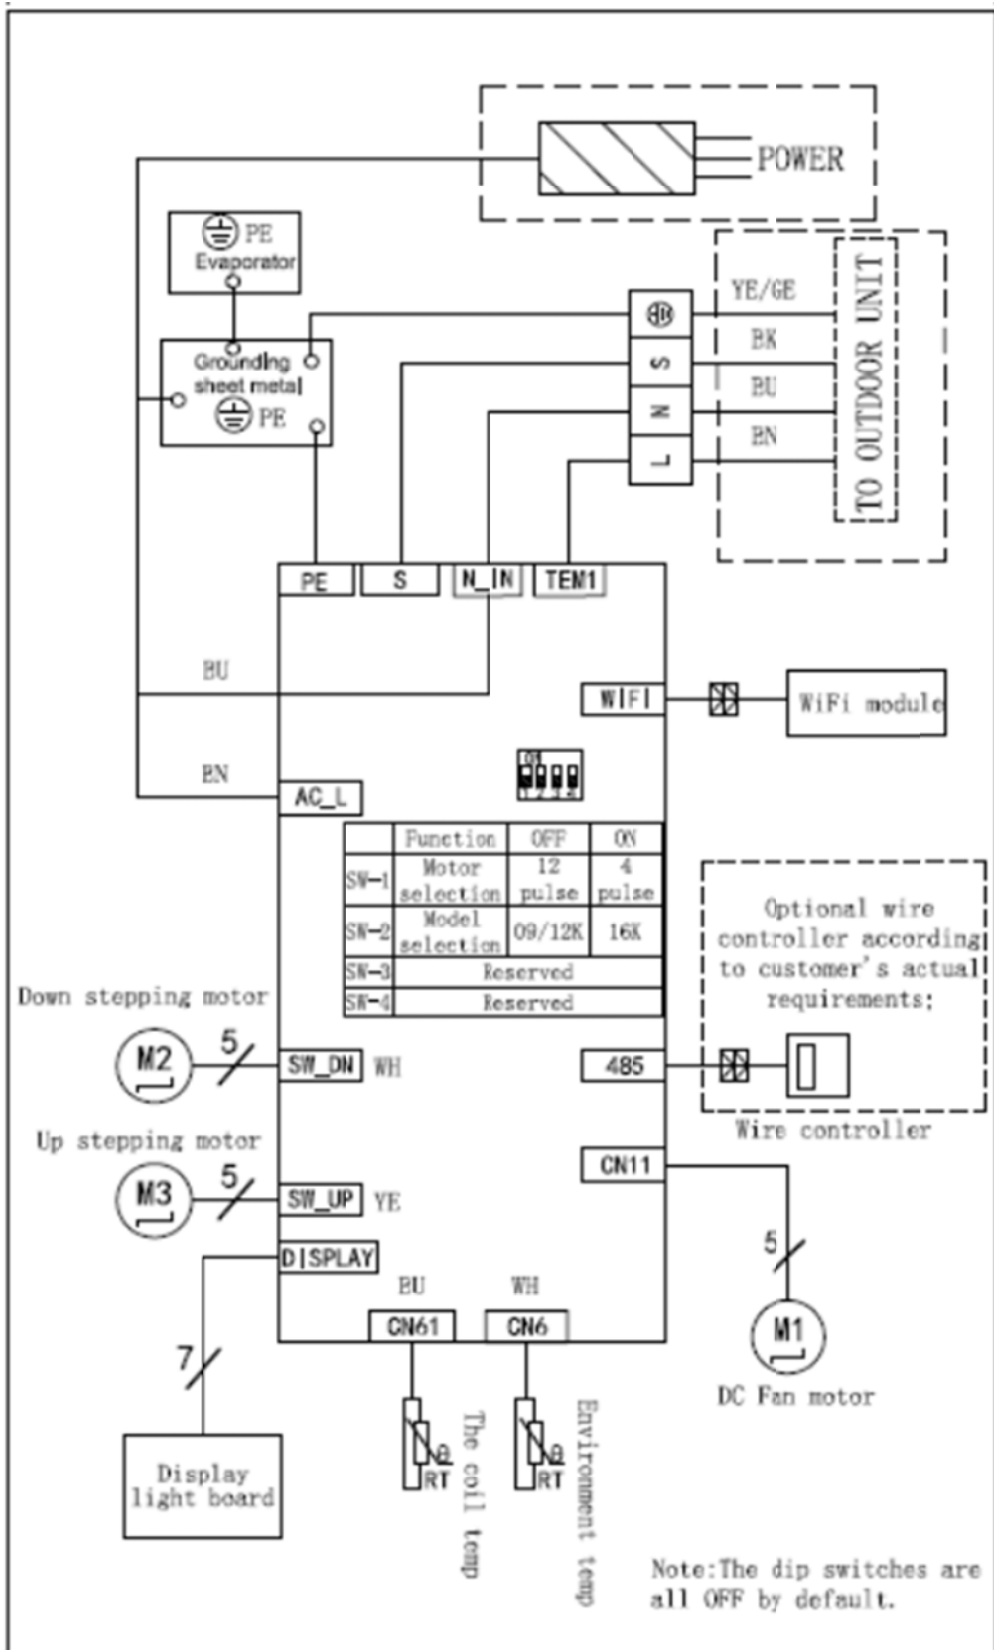 POWER
PE
Evaporator
YE/GE
BK
BU
BN
TO OUTDOOR UNIT
S
N
L
Grounding
sheet metal
PE
PE
S
N_IN
TEM1
BU
WIFI
WiFi module
BN
AC_L
ON
1 2 3 4
Function OFF ON
SW-1 Motor selection 12 pulse 4 pulse
SW-2 Model selection 09/12K 16K
SW-3 Reserved
SW-4 Reserved
Optional wire
controller according
to customer's actual
requirements;
Down stepping motor
M2
5
SW_DN
WH
485
Wire controller
Up stepping motor
M3
5
SW_UP
YE
CN11
5
DISPLAY
BU
WH
CN61
CN6
M1
DC Fan motor
7
Display
light board
θ
RT
The coil temp
θ
RT
Environment temp
Note:The dip switches are
all OFF by default.